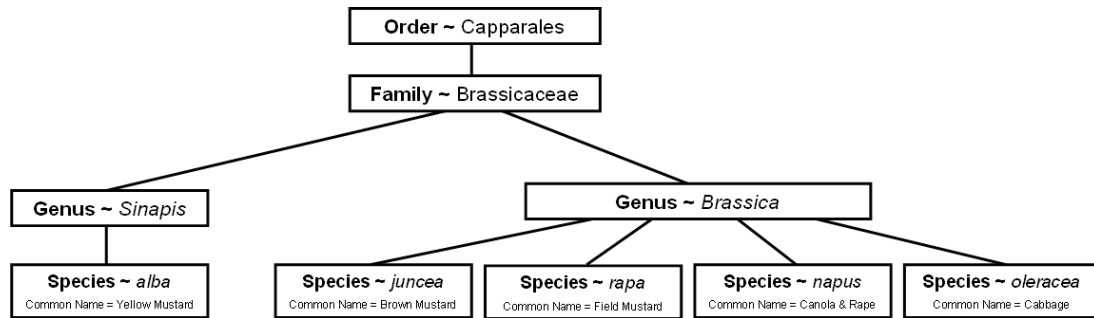 Order ~ Capparales
Family ~ Brassicaceae
Genus ~ Sinapis
Genus ~ Brassica
Species ~ alba
Common Name = Yellow Mustard
Species ~ juncea
Common Name = Brown Mustard
Species ~ rapa
Common Name = Field Mustard
Species ~ napus
Common Name = Canola & Rape
Species ~ oleracea
Common Name = Cabbage